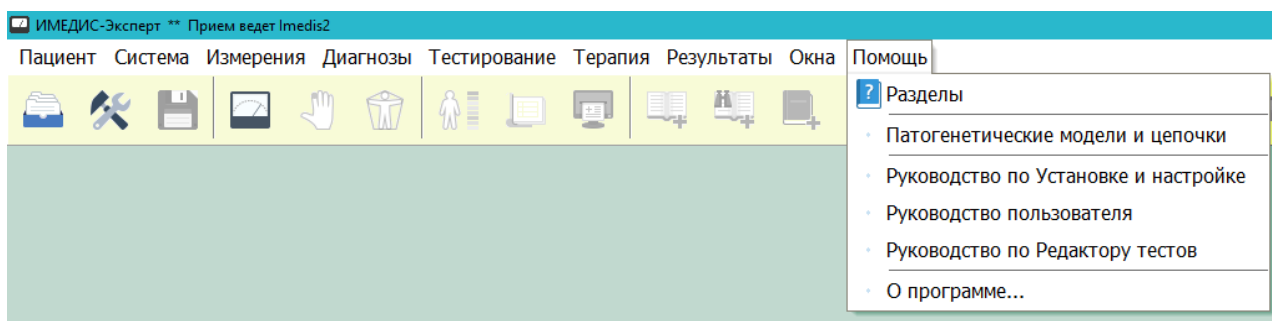 ИМЕДИС-Эксперт ** Прием ведет Imedis2
Пациент Система Измерения Диагнозы Тестирование Терапия Результаты Окна Помощь
? Разделы
Патогенетические модели и цепочки
Руководство по Установке и настройке
Руководство пользователя
Руководство по Редактору тестов
О программе...